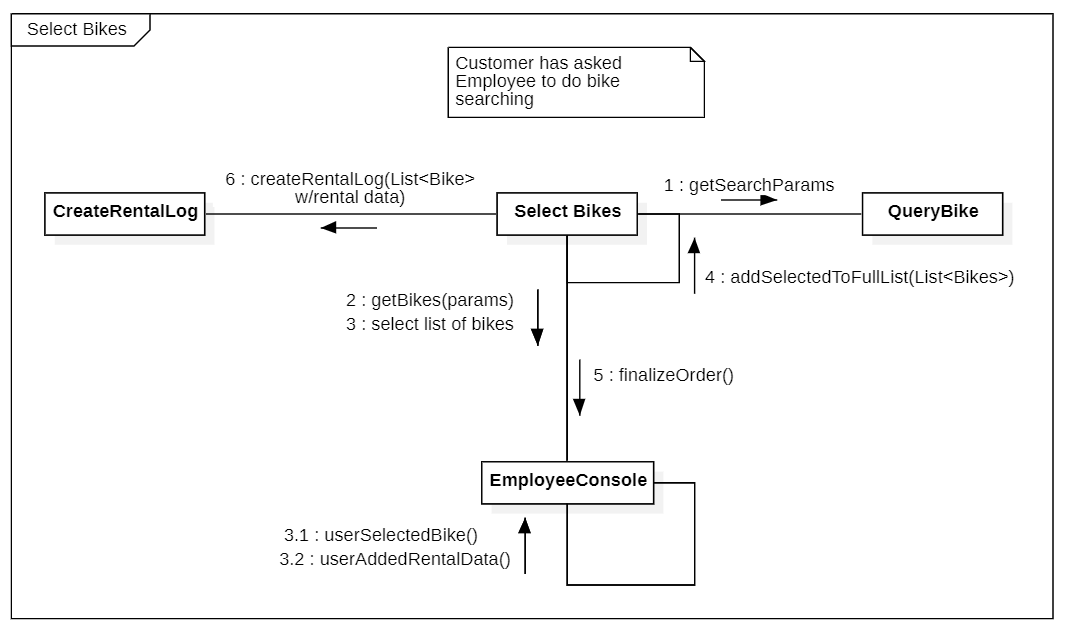 Select Bikes
Customer has asked
Employee to do bike
searching
6 : createRentalLog(List<Bike>
w/rental data)
1 : getSearchParams
CreateRentalLog
Select Bikes
QueryBike
4 : addSelectedToFullList(List<Bikes>)
2 : getBikes(params)
3 : select list of bikes
5 : finalizeOrder()
EmployeeConsole
3.1 : userSelectedBike()
3.2 : userAddedRentalData()